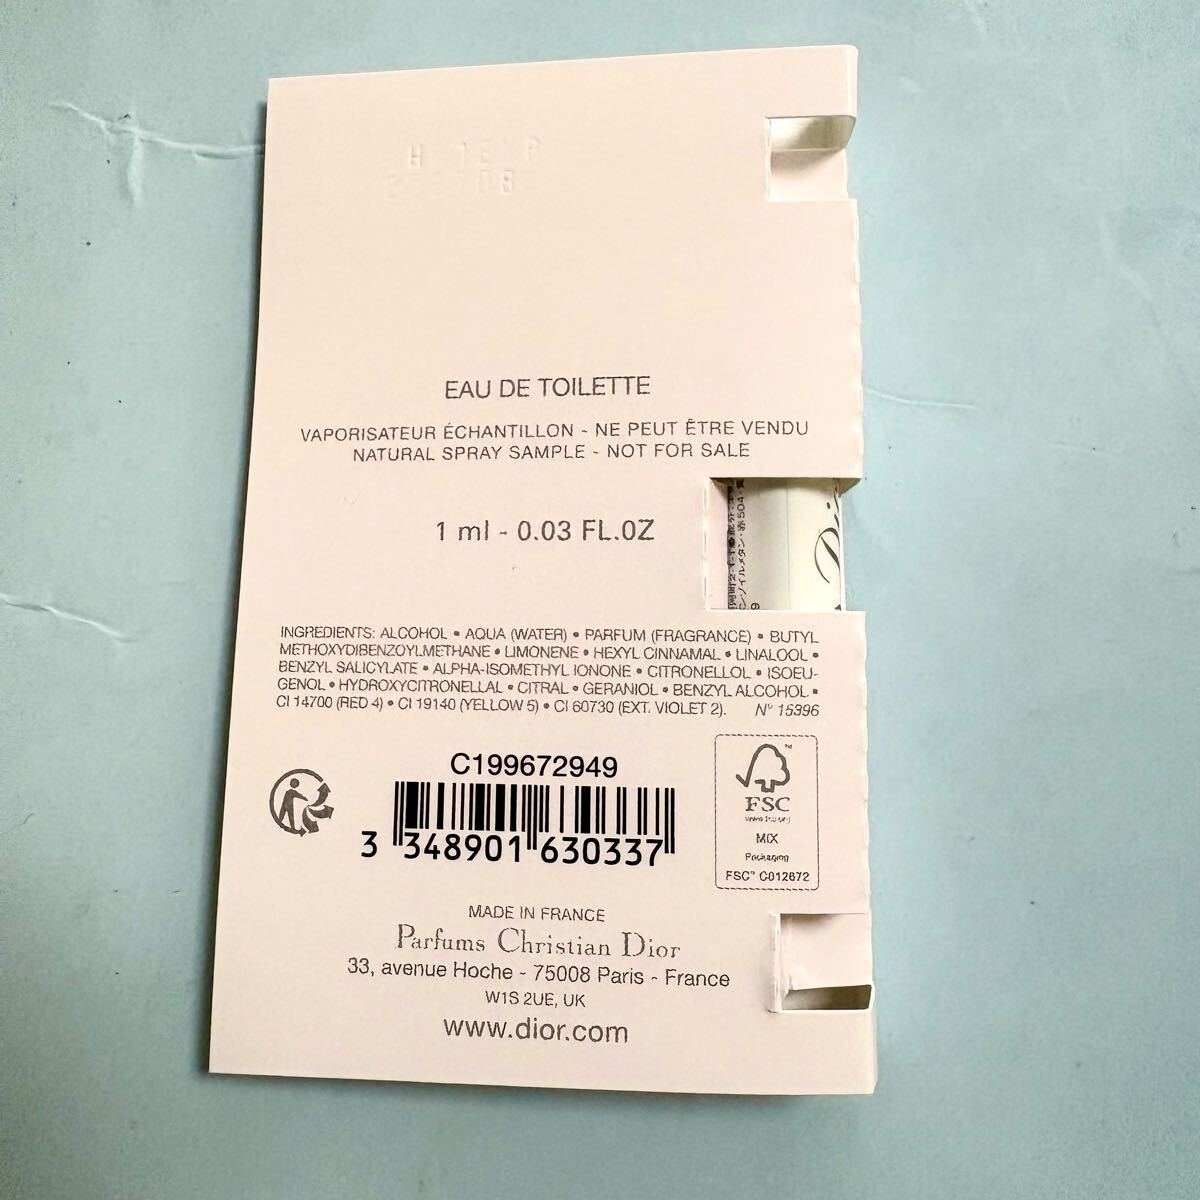 EAU DE TOILETTE
VAPORISATEUR ÉCHANTILLON - NE PEUT ÊTRE VENDU
NATURAL SPRAY SAMPLE - NOT FOR SALE
1 ml - 0.03 FL.OZ
INGREDIENTS: ALCOHOL • AQUA (WATER) • PARFUM (FRAGRANCE) • BUTYL
METHOXYDIBENZOYLMETHANE • LIMONENE • HEXYL CINNAMAL • LINALOOL •
BENZYL SALICYLATE • ALPHA-ISOMETHYL IONONE • CITRONELLOL • ISOEU-
GENOL • HYDROXYCITRONELLAL • CITRAL • GERANIOL • BENZYL ALCOHOL •
CI 14700 (RED 4) • CI 19140 (YELLOW 5) • CI 60730 (EXT. VIOLET 2). N° 15396
C199672949
3 348901 630337
FSC
www.fsc.org
MIX
Packaging
FSC™ C012672
MADE IN FRANCE
Parfums Christian Dior
33, avenue Hoche - 75008 Paris - France
W1S 2UE, UK
www.dior.com